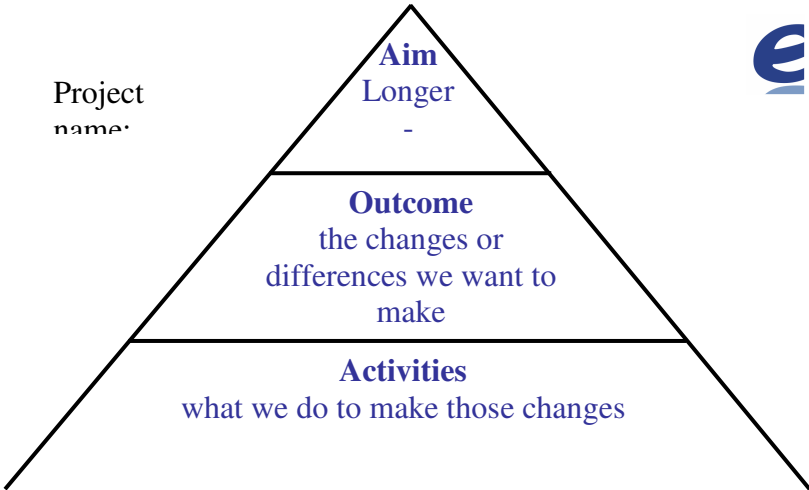 Aim
Project
Longer
name:
-
Outcome
the changes or
differences we want to
make
Activities
what we do to make those changes
e